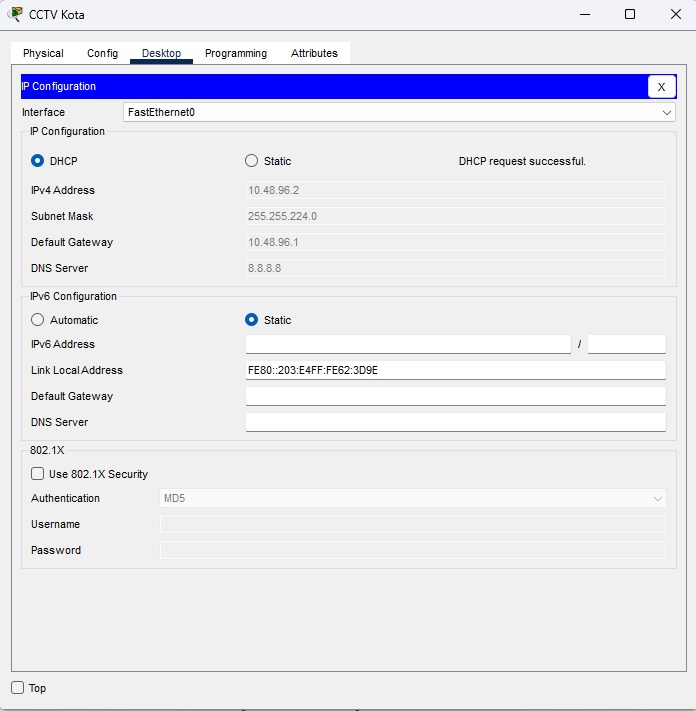 CCTV Kota
Physical Config Desktop Programming Attributes
IP Configuration X
Interface FastEthernet0
IP Configuration
DHCP Static DHCP request successful.
IPv4 Address 10.48.96.2
Subnet Mask 255.255.224.0
Default Gateway 10.48.96.1
DNS Server 8.8.8.8
IPv6 Configuration
Automatic Static
IPv6 Address /
Link Local Address FE80::203:E4FF:FE62:3D9E
Default Gateway
DNS Server
802.1X
Use 802.1X Security
Authentication MD5
Username
Password
Top